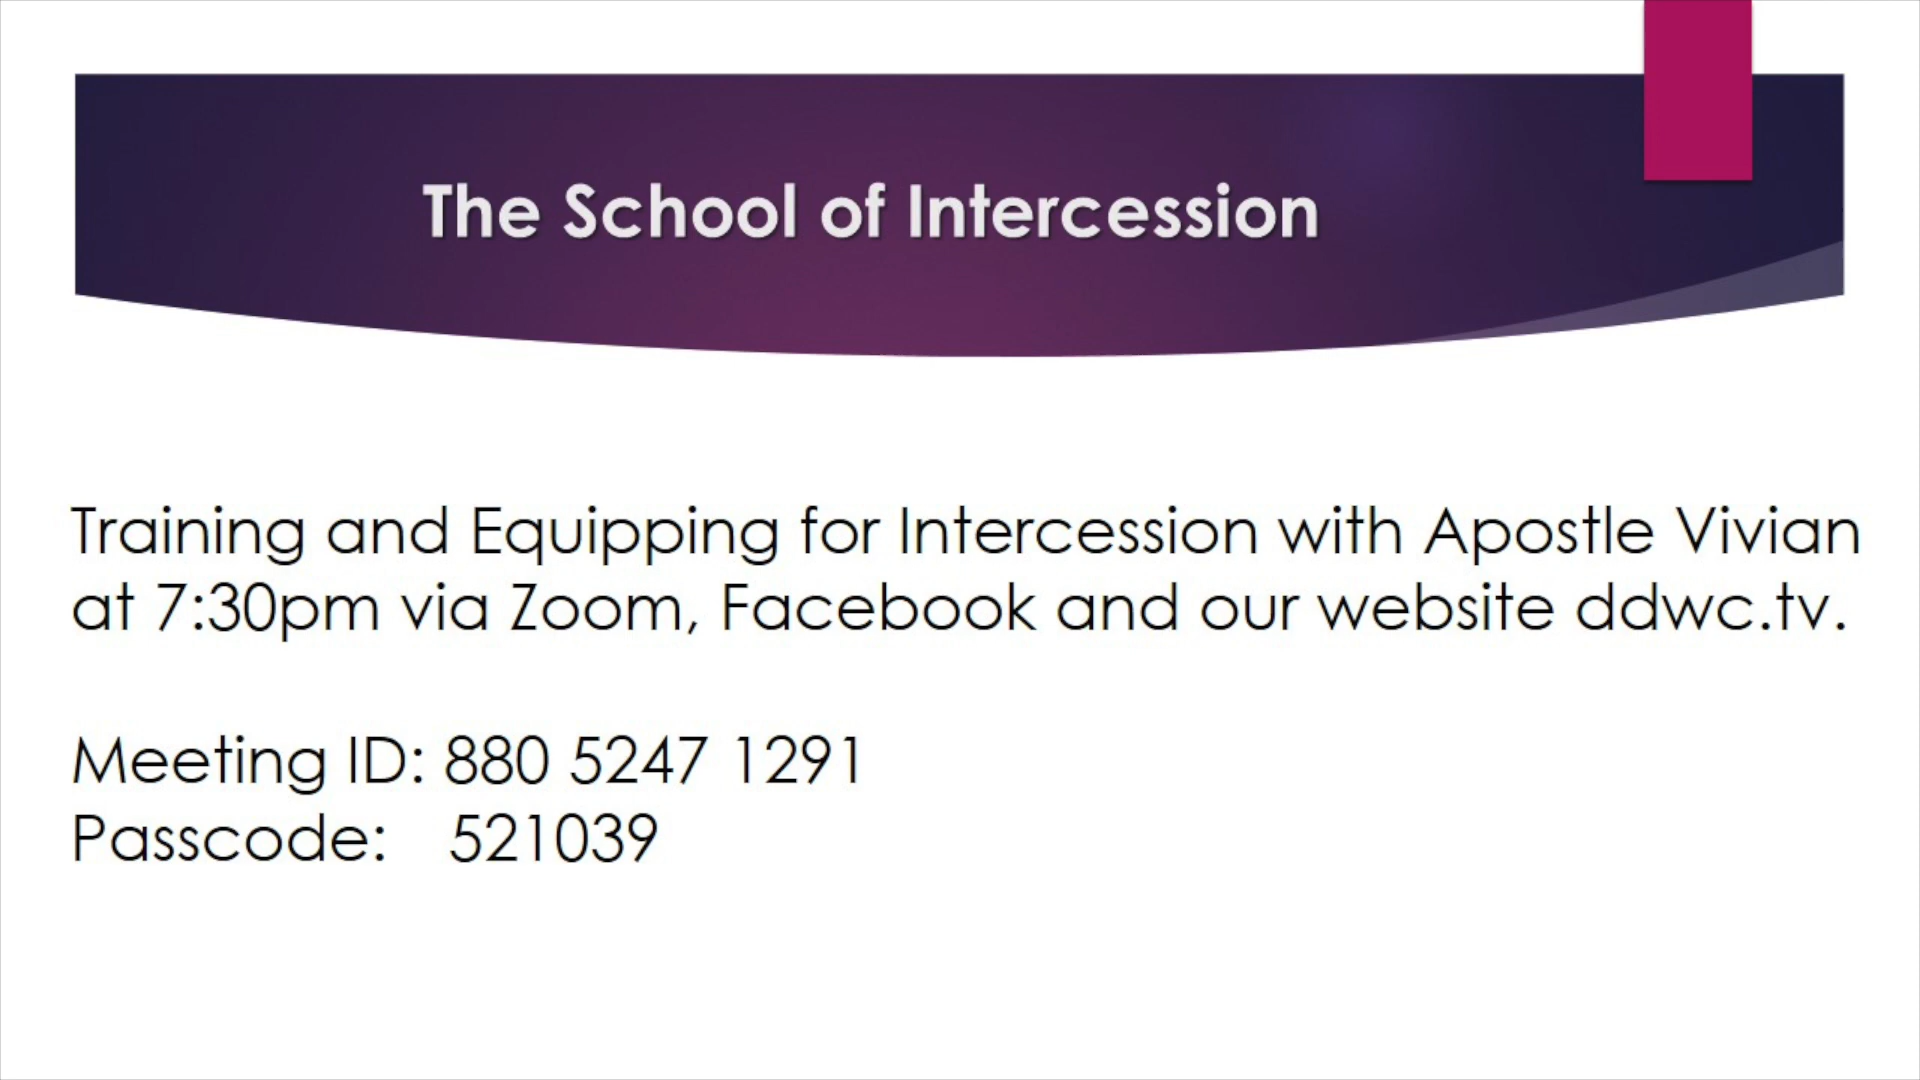 The School of Intercession
Training and Equipping for Intercession with Apostle Vivian
at 7:30pm via Zoom, Facebook and our website ddwc.tv.
Meeting ID: 880 5247 1291
Passcode: 521039